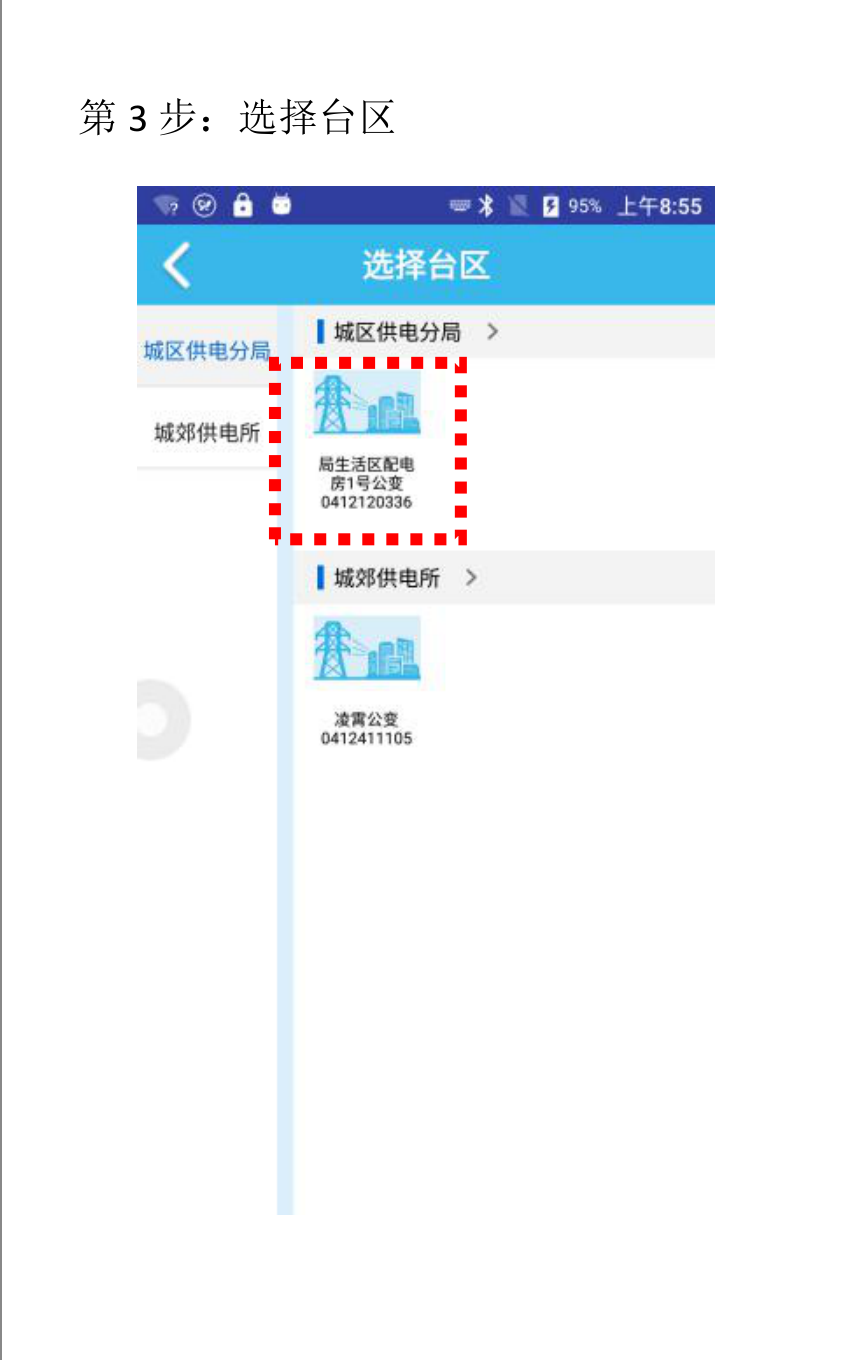 第 3 步：选择台区
95% 上午8:55
选择台区
城区供电分局
城郊供电所
城区供电分局 >
局生活区配电
房1号公变
0412120336
城郊供电所 >
凌霄公变
0412411105